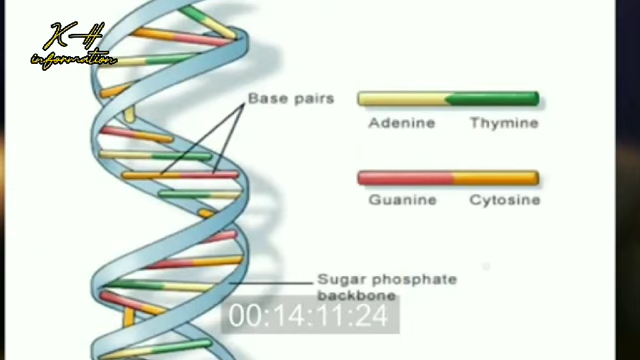 K-H
information
Base pairs
Adenine Thymine
Guanine Cytosine
Sugar phosphate
backbone
00:14:11:24